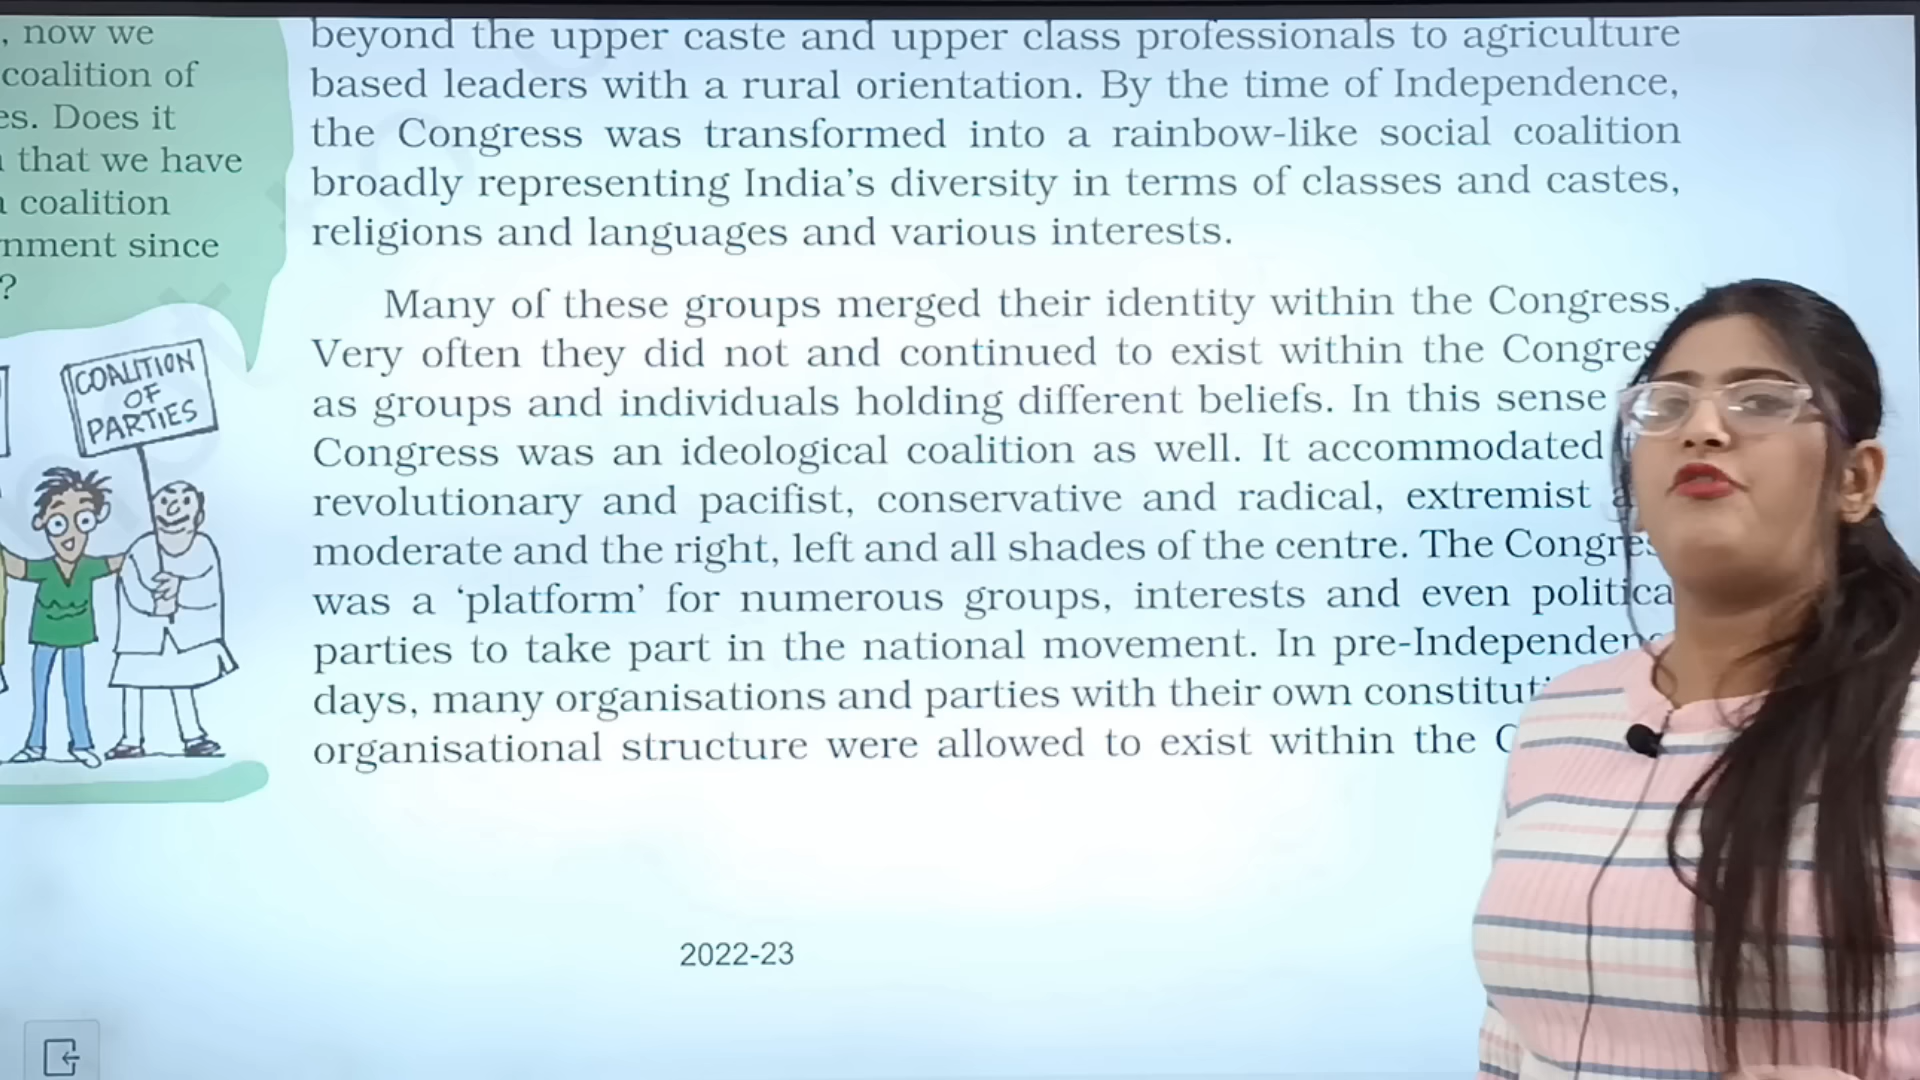 , now we
coalition of
es. Does it
that we have
coalition
nment since
?
COALITION
OF
PARTIES
beyond the upper caste and upper class professionals to agriculture
based leaders with a rural orientation. By the time of Independence,
the Congress was transformed into a rainbow-like social coalition
broadly representing India's diversity in terms of classes and castes,
religions and languages and various interests.
Many of these groups merged their identity within the Congress.
Very often they did not and continued to exist within the Congres
as groups and individuals holding different beliefs. In this sense
Congress was an ideological coalition as well. It accommodated
revolutionary and pacifist, conservative and radical, extremist a
moderate and the right, left and all shades of the centre. The Congres
was a ‘platform’ for numerous groups, interests and even politica
parties to take part in the national movement. In pre-Independenc
days, many organisations and parties with their own constituti
organisational structure were allowed to exist within the C
2022-23